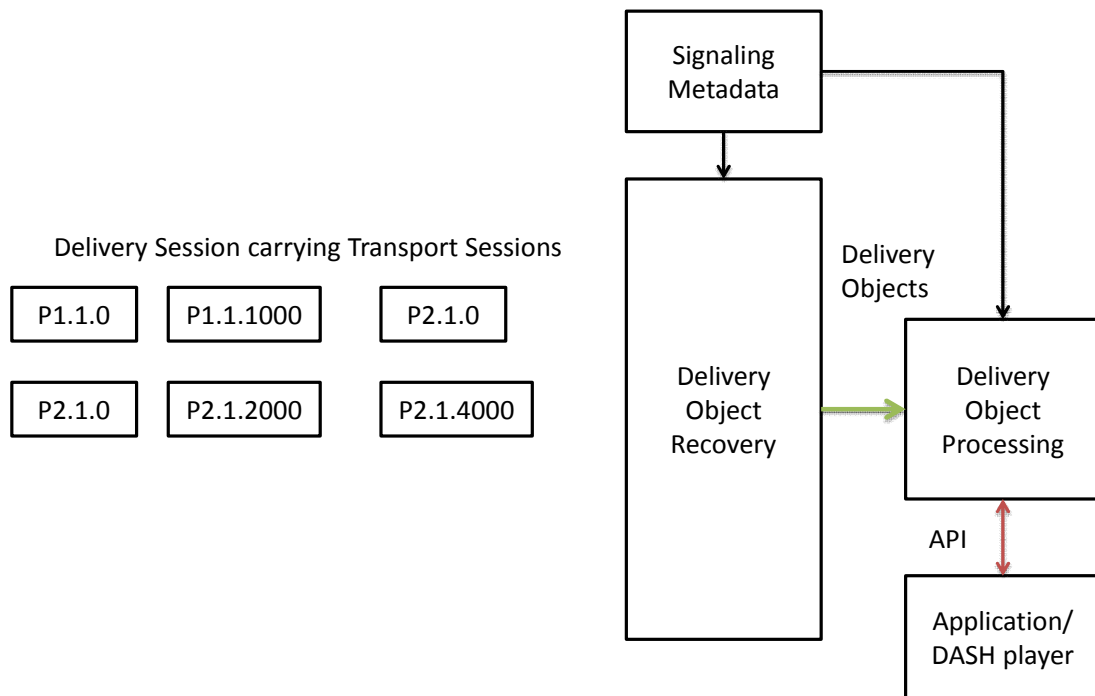 Signaling
Metadata
Delivery Session carrying Transport Sessions
P1.1.0
P1.1.1000
P2.1.0
P2.1.0
P2.1.2000
P2.1.4000
Delivery
Object
Recovery
Delivery
Objects
Delivery
Object
Processing
API
Application/
DASH player